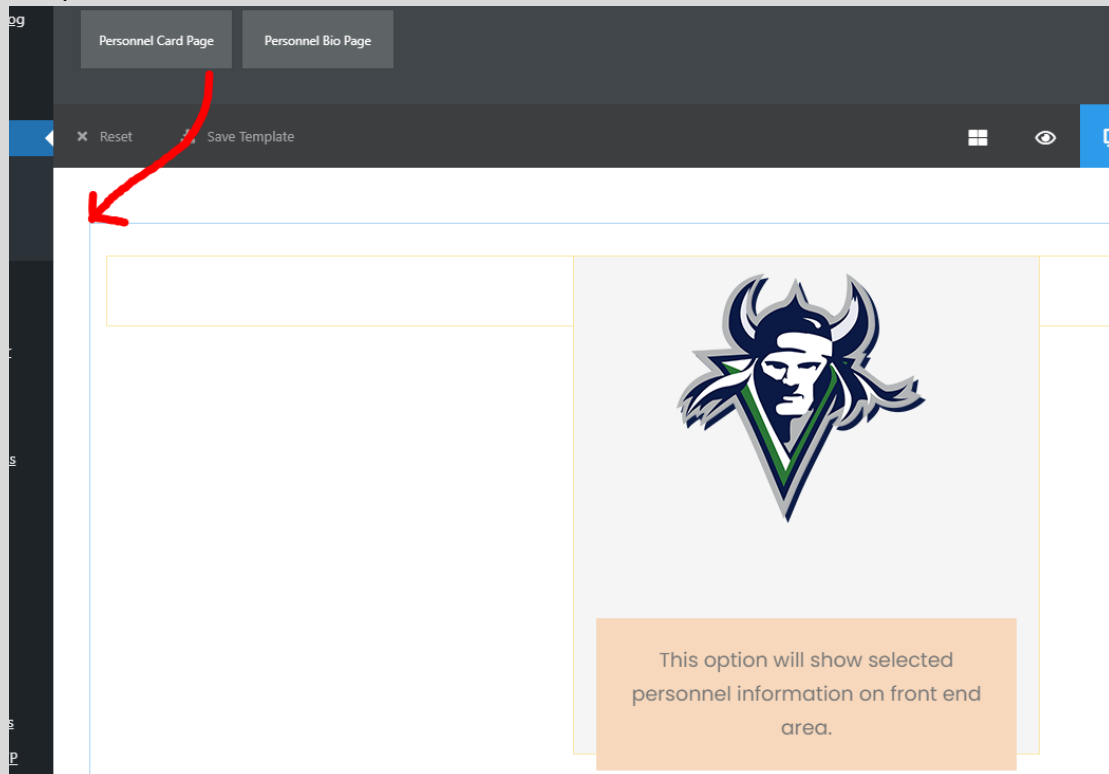 og
Personnel Card Page Personnel Bio Page
Reset Save Template
s
This option will show selected
personnel information on front end
area.
s
P